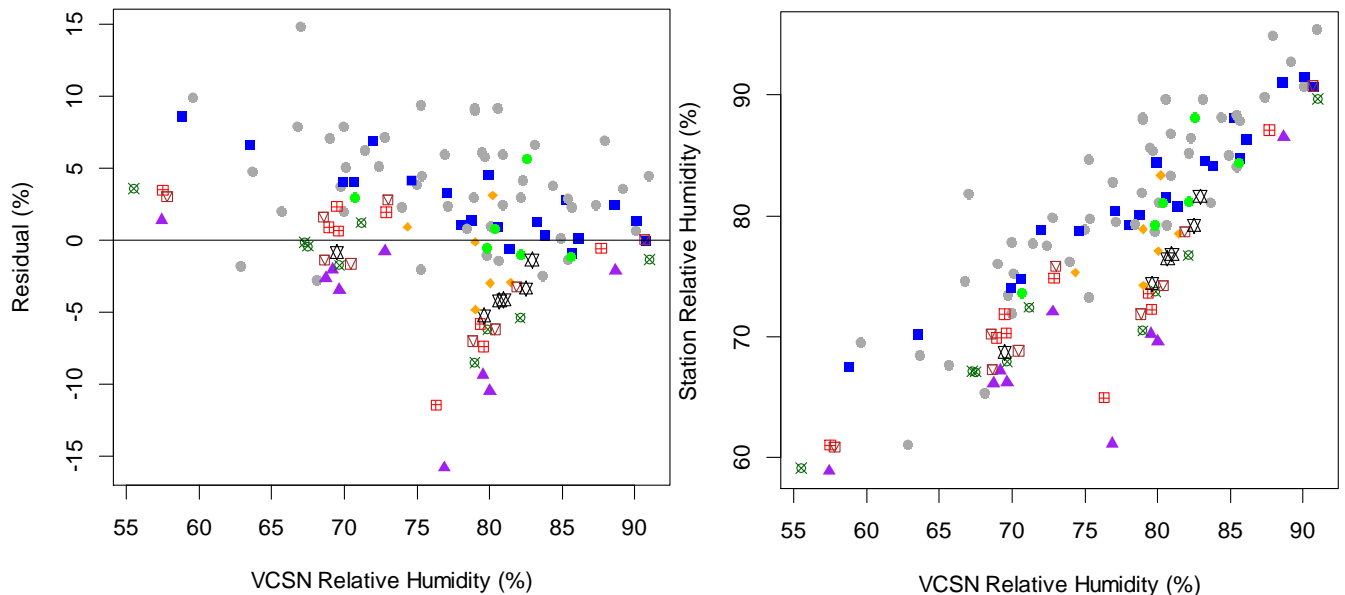 Residual (%)
15
10
5
0
-5
-10
-15
55 60 65 70 75 80 85 90
VCSN Relative Humidity (%)
Station Relative Humidity (%)
90
80
70
60
55 60 65 70 75 80 85 90
VCSN Relative Humidity (%)